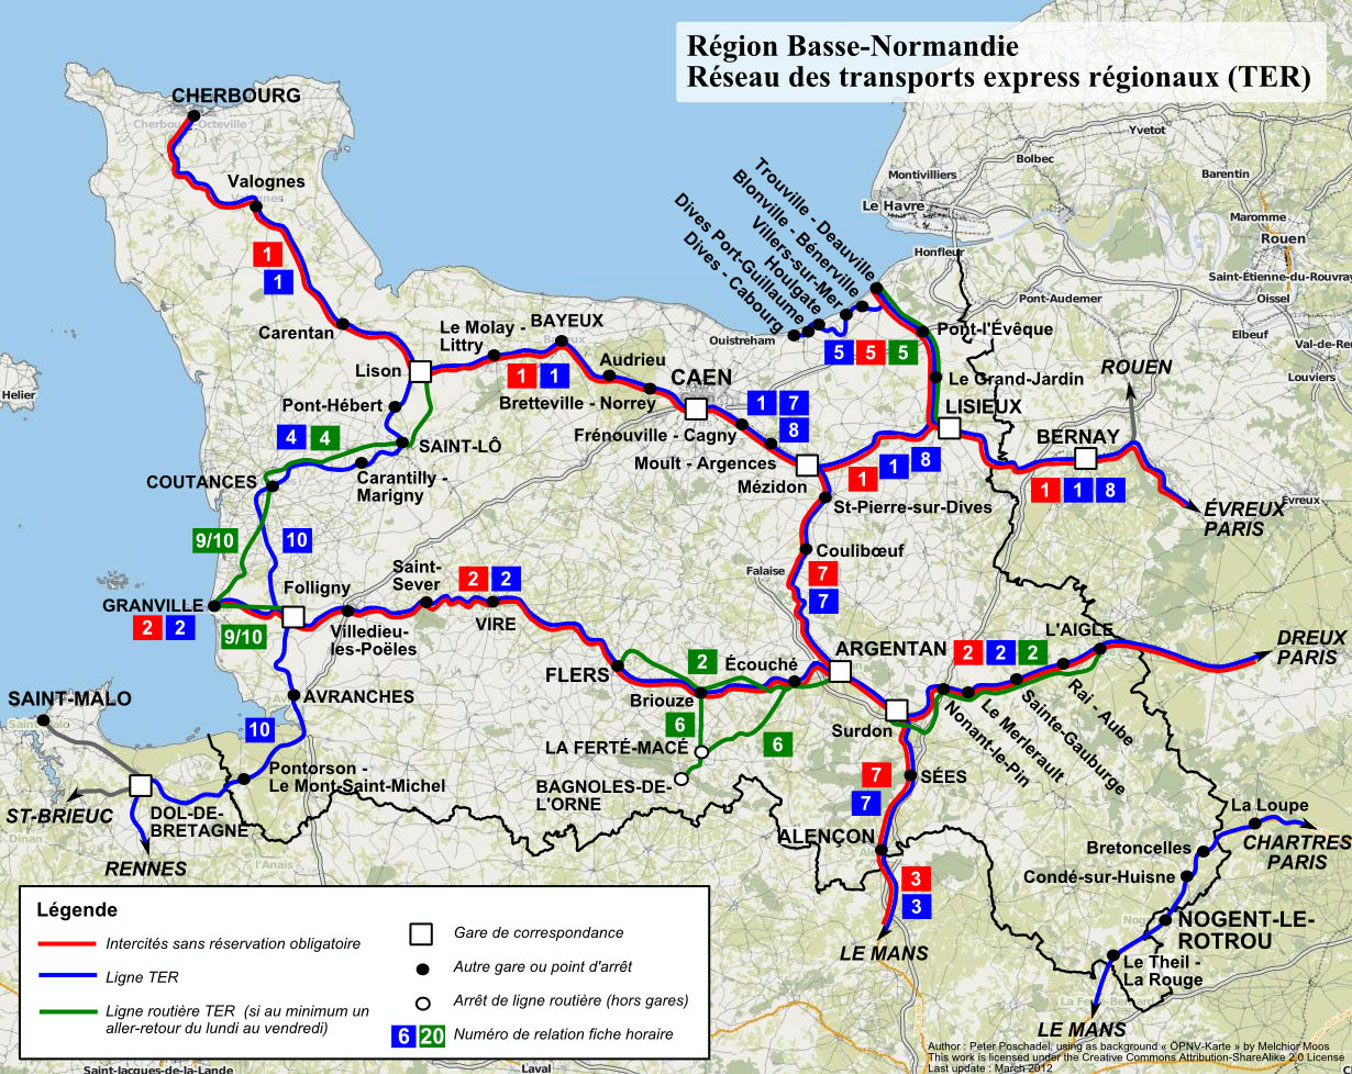 Région Basse-Normandie
Réseau des transports express régionaux (TER)
CHERBOURG
Cherbourg-Octeville
Valognes
1
1
Carentan
Le Molay -
Littry
BAYEUX
Lison
1 1
Audrieu
Bretteville - Norrey
CAEN
Pont-Hébert
4 4
SAINT-LÔ
Carantilly -
Marigny
COUTANCES
Frénouville - Cagny
1 7
8
Moult - Argences
Mézidon
Trouville - Deauville
Blonville - Bénerville
Villers-sur-Mer
Houlgate
Dives Port-Guillaume
Dives - Cabourg
Ouistreham
5 5 5
Pont-l'Évêque
Le Grand-Jardin
LISIEUX
1 1 8
St-Pierre-sur-Dives
Coulibœuf
Falaise
7
7
Montivilliers
Le Havre
Honfleur
Bolbec
Yvetot
Barentin
Maromme
Rouen
Saint-Étienne-du-Rouvray
Oissel
Pont-Audemer
Elbeuf
Val-de-Re
Louviers
ROUEN
BERNAY
1 1 8
Évreux
ÉVREUX
PARIS
Helier
9/10
10
Folligny
GRANVILLE
2 2
9/10
Saint-
Sever
2 2
VIRE
Villedieu-
les-Poëles
FLERS
2
Écouché
Briouze
6
6
LA FERTÉ-MACÉ
BAGNOLES-DE-
L'ORNE
ARGENTAN
2 2 2
L'AIGLE
DREUX
PARIS
Surdon
Nonant-le-Pin
Le Merlerault
Sainte-Gauburge
Rai - Aube
SAINT-MALO
Saint-Malo
AVRANCHES
10
Pontorson -
Le Mont-Saint-Michel
ST-BRIEUC
DOL-DE-
BRETAGNE
Dinan
RENNES
7
SÉES
7
ALENÇON
3
3
LE MANS
La Loupe
Bretoncelles
CHARTRES
PARIS
Condé-sur-Huisne
NOGENT-LE-
ROTROU
Le Theil -
La Rouge
La Ferté-Bernard
LE MANS
Légende
Intercités sans réservation obligatoire
Ligne TER
Ligne routière TER (si au minimum un
aller-retour du lundi au vendredi)
Gare de correspondance
Autre gare ou point d'arrêt
Arrêt de ligne routière (hors gares)
6 20 Numéro de relation fiche horaire
Saint-Jacques-de-la-Lande
Laval
Author : Peter Poschadel, using as background « ÖPNV-Karte » by Melchior Moos
This work is licensed under the Creative Commons Attribution-ShareAlike 2.0 License
Last update : March 2012